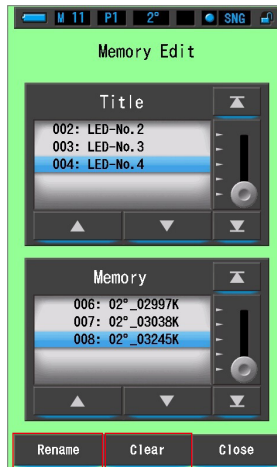 M 11 P1 2° SNG
Memory Edit
Title
002: LED-No.2
003: LED-No.3
004: LED-No.4
Memory
006: 02°_02997K
007: 02°_03038K
008: 02°_03245K
Rename Clear Close